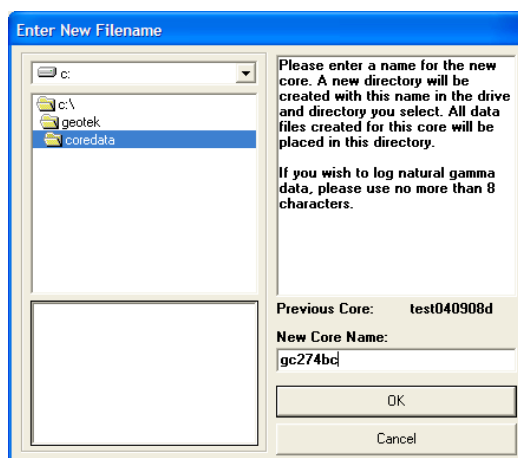 Enter New Filename
c:
c:\
geotek
coredata
Please enter a name for the new
core. A new directory will be
created with this name in the drive
and directory you select. All data
files created for this core will be
placed in this directory.
If you wish to log natural gamma
data, please use no more than 8
characters.
Previous Core: test040908d
New Core Name:
gc274bc
OK
Cancel